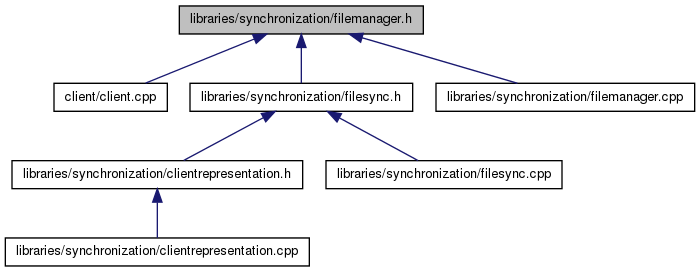 libraries/synchronization/filemanager.h
client/client.cpp
libraries/synchronization/filesync.h
libraries/synchronization/filemanager.cpp
libraries/synchronization/clientrepresentation.h
libraries/synchronization/filesync.cpp
libraries/synchronization/clientrepresentation.cpp